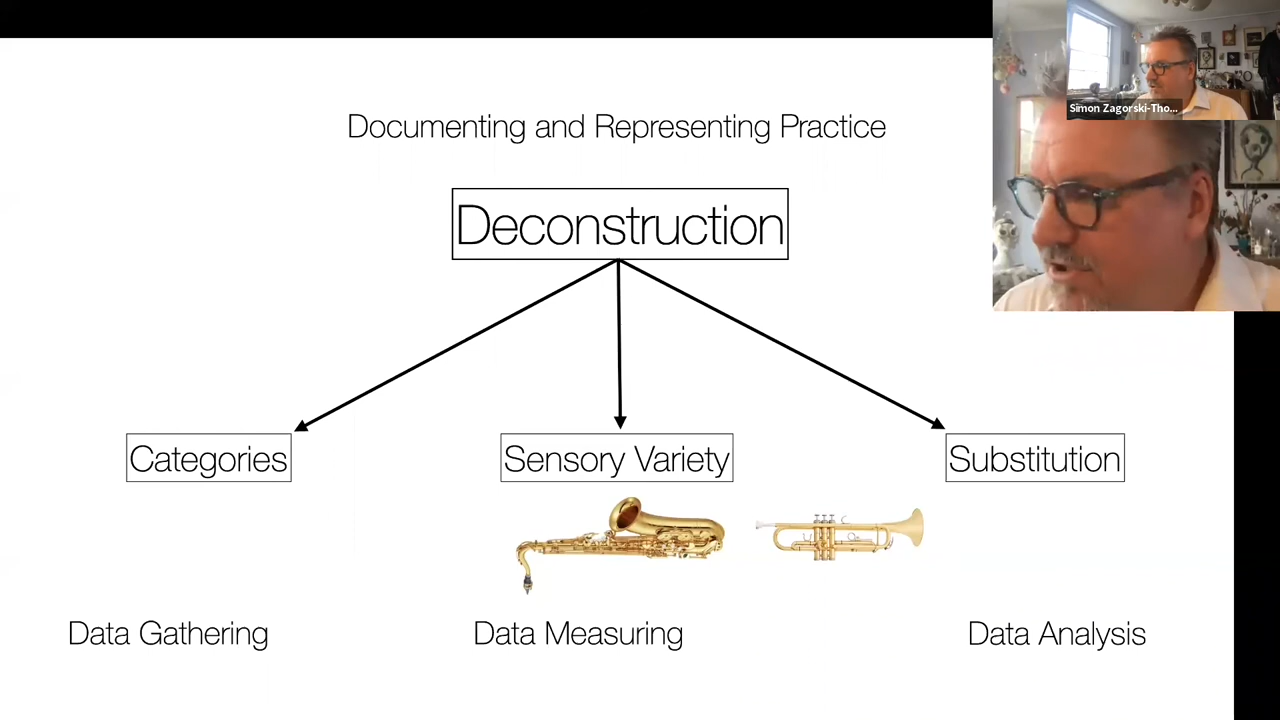 Documenting and Representing Practice
Simon Zagorski-Tho...
Deconstruction
Categories
Sensory Variety
Substitution
Data Gathering
Data Measuring
Data Analysis